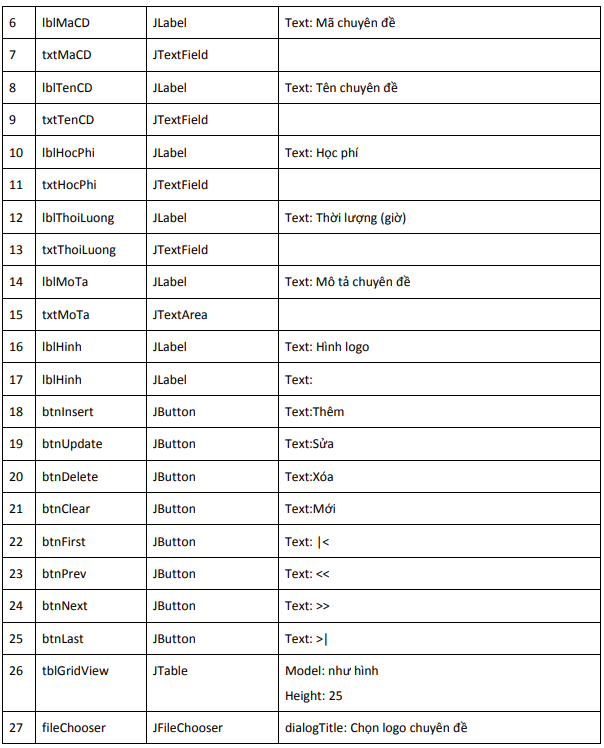 6 lblMaCD JLabel Text: Mã chuyên đề
7 txtMaCD JTextField
8 lblTenCD JLabel Text: Tên chuyên đề
9 txtTenCD JTextField
10 lblHocPhi JLabel Text: Học phí
11 txtHocPhi JTextField
12 lblThoiLuong JLabel Text: Thời lượng (giờ)
13 txtThoiLuong JTextField
14 lblMoTa JLabel Text: Mô tả chuyên đề
15 txtMoTa JTextArea
16 lblHinh JLabel Text: Hình logo
17 lblHinh JLabel Text:
18 btnInsert JButton Text:Thêm
19 btnUpdate JButton Text:Sửa
20 btnDelete JButton Text:Xóa
21 btnClear JButton Text:Mới
22 btnFirst JButton Text: |<
23 btnPrev JButton Text: <<
24 btnNext JButton Text: >>
25 btnLast JButton Text: >|
26 tblGridView JTable Model: như hình
Height: 25
27 fileChooser JFileChooser dialogTitle: Chọn logo chuyên đề